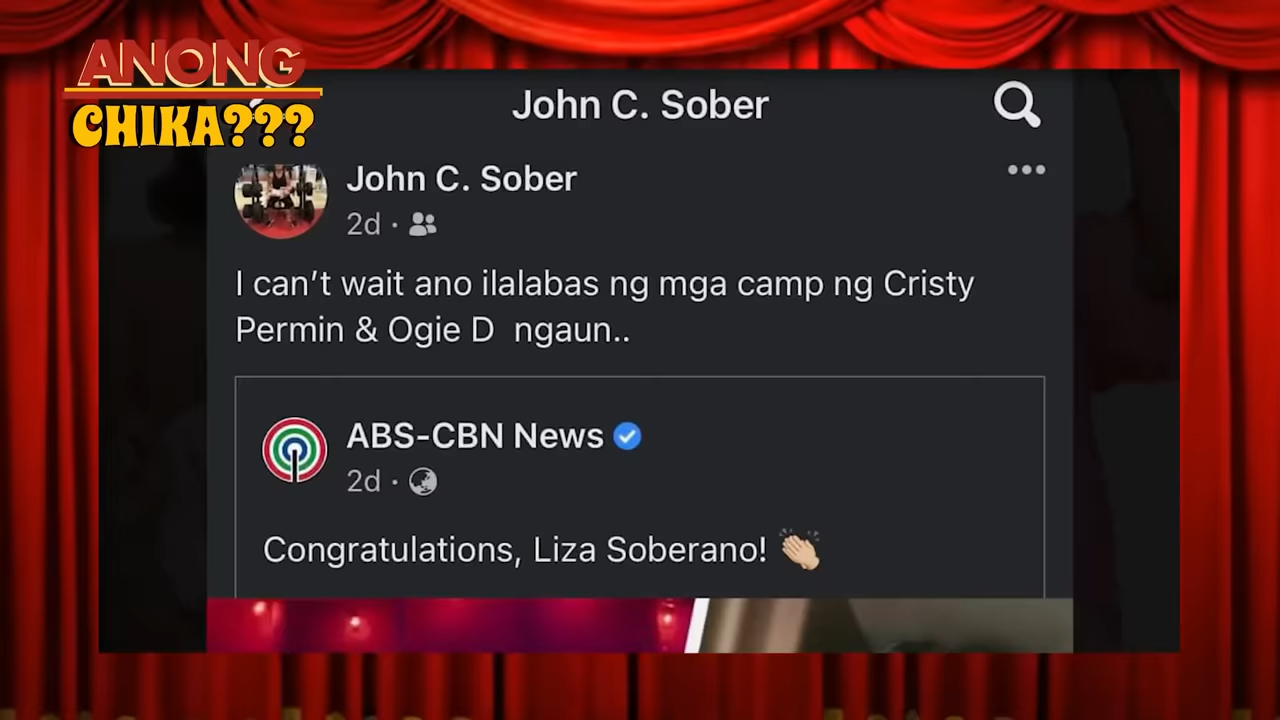 ANONG
CHIKA???
John C. Sober
John C. Sober
2d ·
I can't wait ano ilalabas ng mga camp ng Cristy
Permin & Ogie D  ngaun..
ABS-CBN News
2d ·
Congratulations, Liza Soberano! 👏🏼